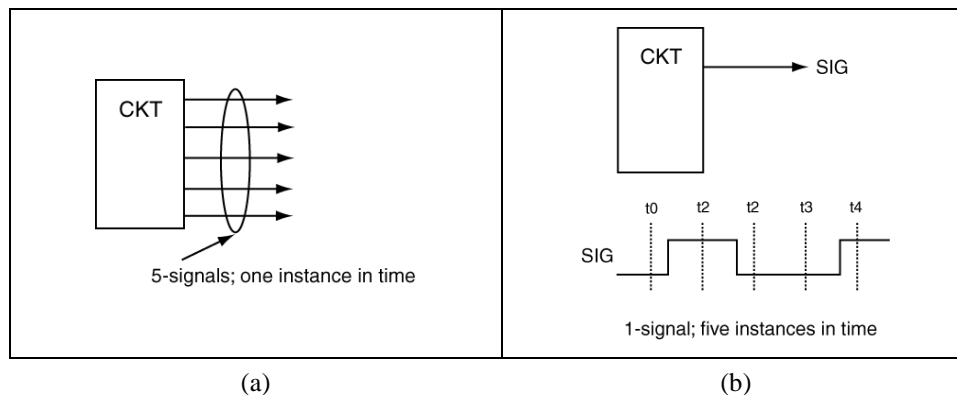 CKT
5-signals; one instance in time
CKT
SIG
t0 t2 t2 t3 t4
SIG
1-signal; five instances in time
(a)
(b)